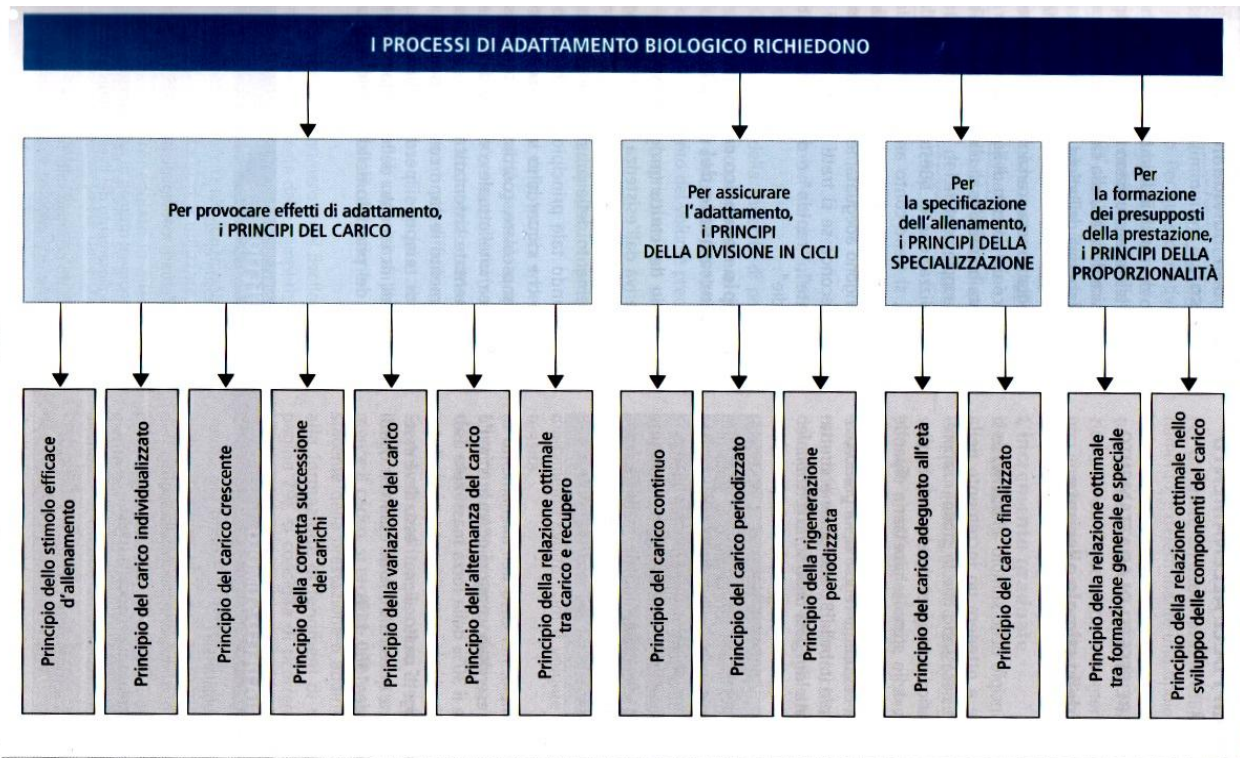 I PROCESSI DI ADATTAMENTO BIOLOGICO RICHIEDONO
Per provocare effetti di adattamento,
i PRINCIPI DEL CARICO
Per assicurare
l'adattamento,
i PRINCIPI
DELLA DIVISIONE IN CICLI
Per
la specificazione
dell'allenamento,
i PRINCIPI DELLA
SPECIALIZZAZIONE
Per
la formazione
dei presupposti
della prestazione,
i PRINCIPI DELLA
PROPORZIONALITÀ
Principio dello stimolo efficace
d'allenamento
Principio del carico individualizzato
Principio del carico crescente
Principio della corretta successione
dei carichi
Principio della variazione del carico
Principio dell'alternanza del carico
Principio della relazione ottimale
tra carico e recupero
Principio del carico continuo
Principio del carico periodizzato
Principio della rigenerazione
periodizzata
Principio del carico adeguato all'età
Principio del carico finalizzato
Principio della relazione ottimale
tra formazione generale e speciale
Principio della relazione ottimale nello
sviluppo delle componenti del carico